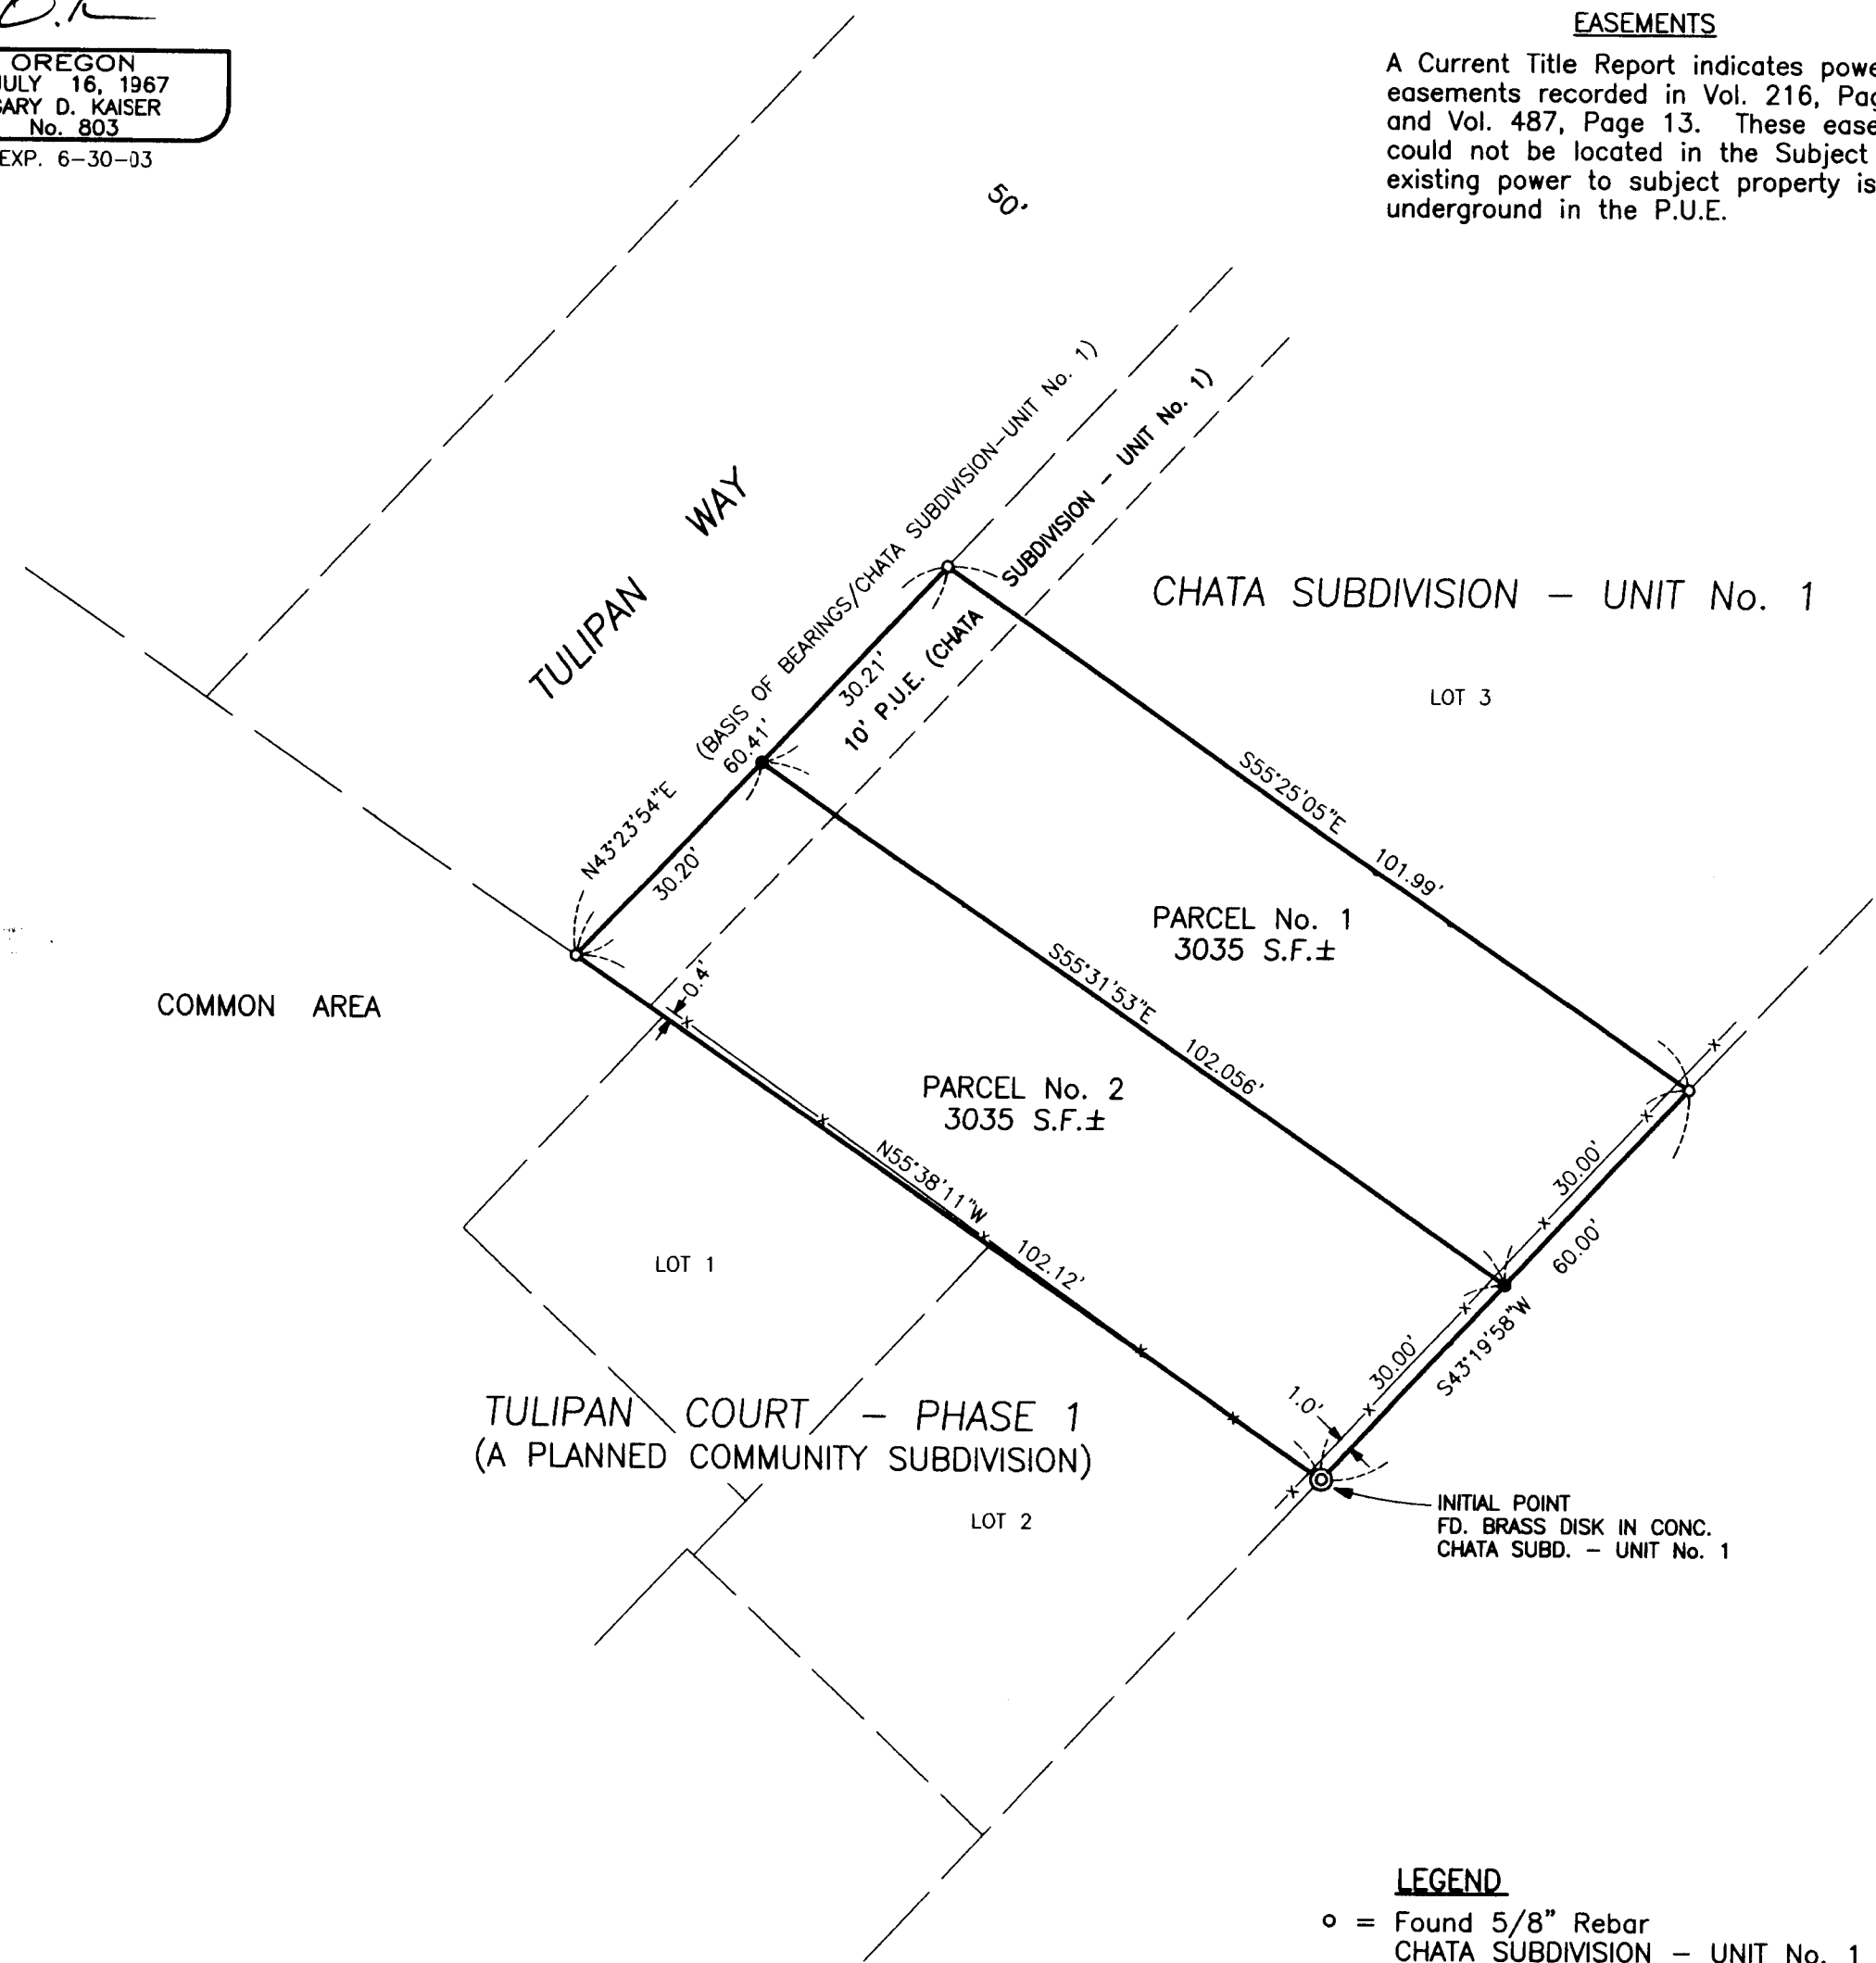 OREGON
JULY 16, 1967
GARY D. KAISER
No. 803
EXP. 6-30-03
EASEMENTS
A Current Title Report indicates
easements recorded in Vol. 216,
and Vol. 487, Page 13. These
could not be located in the Subject
existing power to subject property is
underground in the P.U.E.
50'
TULIPAN WAY
(BASIS OF BEARINGS/CHATA SUBDIVISION-UNIT No. 1)
N43°23'54"E
60.41'
30.21'
30.20'
10' P.U.E. (CHATA SUBDIVISION - UNIT No. 1)
CHATA SUBDIVISION - UNIT No. 1
LOT 3
S55°25'05"E 101.99'
PARCEL No. 1
3035 S.F.±
S55°31'53"E 102.056'
COMMON AREA
0.4'
PARCEL No. 2
3035 S.F.±
N55°38'11"W 102.12'
30.00'
60.00'
S43°19'58"W
30.00'
1.0'
LOT 1
TULIPAN COURT - PHASE 1
(A PLANNED COMMUNITY SUBDIVISION)
LOT 2
INITIAL POINT
FD. BRASS DISK IN CONC.
CHATA SUBD. - UNIT No. 1
LEGEND
o = Found 5/8" Rebar
CHATA SUBDIVISION - UNIT No. 1